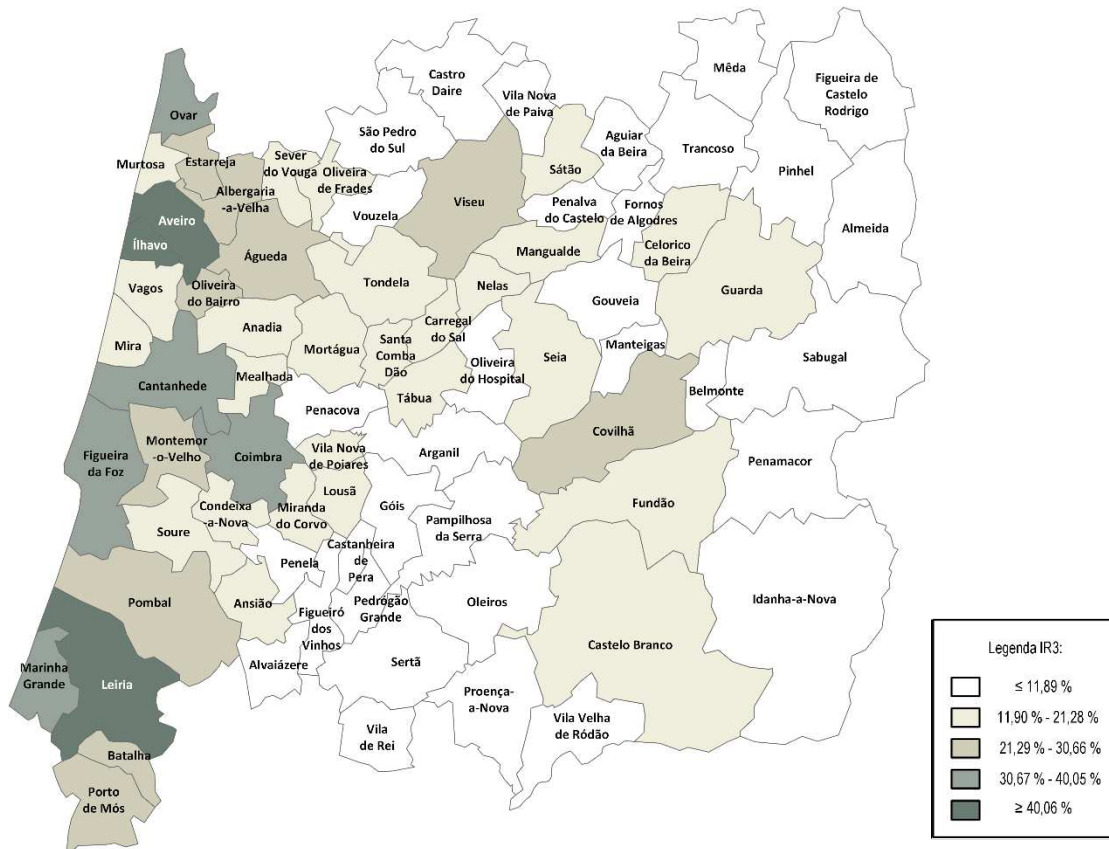 Mêda
Figueira de
Castelo
Rodrigo
Castro
Daire
Vila Nova
de Paiva
Ovar
São Pedro
do Sul
Aguiar
da Beira
Trancoso
Pinhel
Murtosa
Estarreja
Sever
do Vouga
Oliveira
de Frades
Sátão
Albergaria
-a-Velha
Viseu
Vouzela
Penalva
do Castelo
Fornos
de Algodres
Almeida
Aveiro
Ílhavo
Águeda
Mangualde
Celorico
da Beira
Vagos
Oliveira
do Bairro
Tondela
Nelas
Guarda
Gouveia
Anadia
Carregal
do Sal
Mira
Mortágua
Santa
Comba
Dão
Oliveira
do Hospital
Seia
Manteigas
Sabugal
Cantanhede
Mealhada
Tábua
Belmonte
Penacova
Covilhã
Montemor
-o-Velho
Figueira
da Foz
Coimbra
Vila Nova
de Poiares
Arganil
Penamacor
Lousã
Fundão
Soure
Condeixa
-a-Nova
Miranda
do Corvo
Góis
Pampilhosa
da Serra
Penela
Castanheira
de
Pera
Pombal
Ansião
Figueiró
dos
Vinhos
Pedrógão
Grande
Oleiros
Idanha-a-Nova
Castelo Branco
Marinha
Grande
Leiria
Alvaiázere
Sertã
Proença-
a-Nova
Vila
de Rei
Vila Velha
de Ródão
Batalha
Porto
de Mós
Legenda IR3:
≤ 11,89 %
11,90 % - 21,28 %
21,29 % - 30,66 %
30,67 % - 40,05 %
≥ 40,06 %